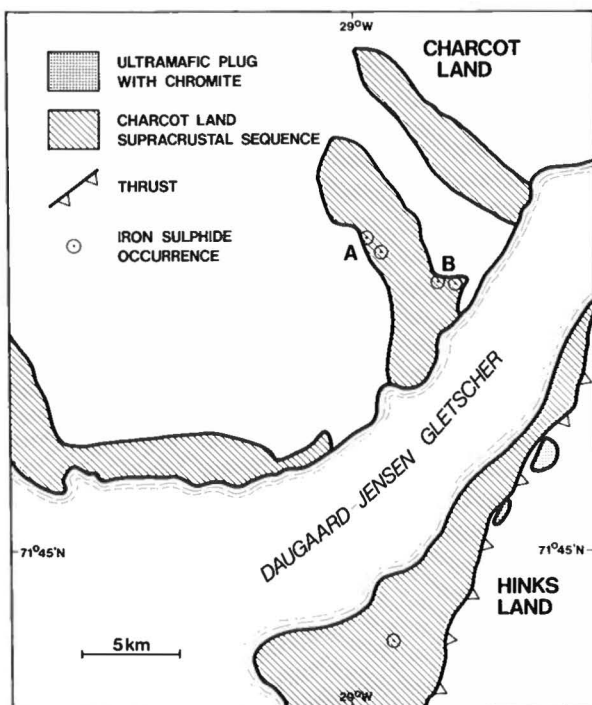 29°W
CHARCOT
LAND
ULTRAMAFIC PLUG
WITH CHROMITE
CHARCOT LAND
SUPRACRUSTAL SEQUENCE
THRUST
IRON SULPHIDE
OCCURRENCE
A
B
DAUGAARD-JENSEN GLETSCHER
71°45'N
71°45'N
HINKS
LAND
5km
29°W